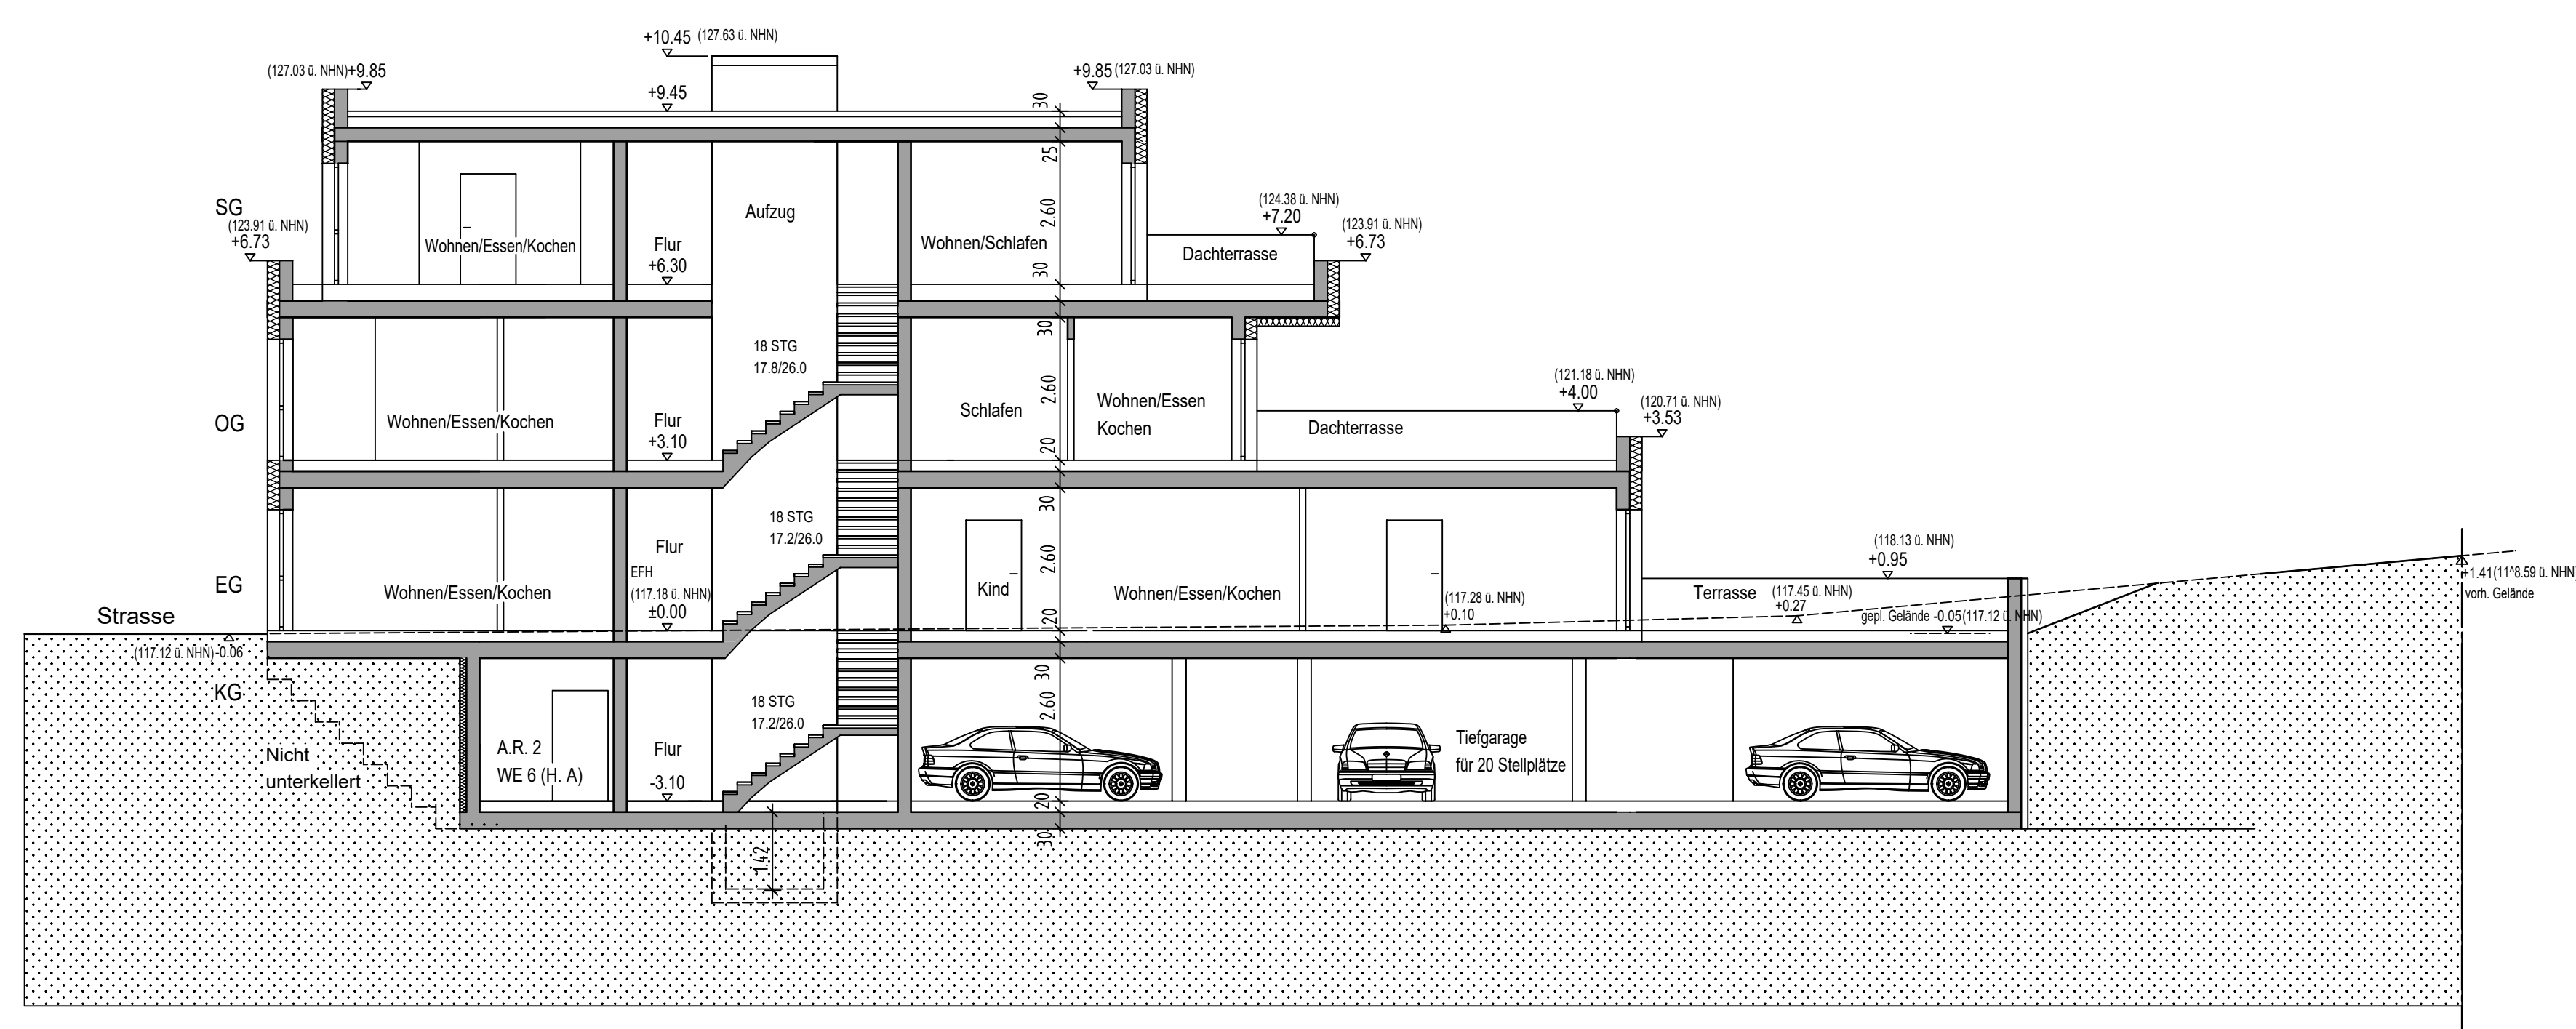 +10.45 (127.63 ü. NHN)
(127.03 ü. NHN)+9.85
+9.85 (127.03 ü. NHN)
+9.45
30
25
SG
(123.91 ü. NHN)
+6.73
Wohnen/Essen/Kochen
Flur
+6.30
Aufzug
Wohnen/Schlafen
2.60
30
(124.38 ü. NHN)
+7.20
Dachterrasse
(123.91 ü. NHN)
+6.73
30
18 STG
17.8/26.0
OG
Wohnen/Essen/Kochen
Flur
+3.10
Schlafen
2.60
20
Wohnen/Essen
Kochen
(121.18 ü. NHN)
+4.00
Dachterrasse
(120.71 ü. NHN)
+3.53
30
18 STG
17.2/26.0
EG
Wohnen/Essen/Kochen
Flur
EFH
(117.18 ü. NHN)
±0.00
2.60
20
Kind
Wohnen/Essen/Kochen
(117.28 ü. NHN)
+0.10
(118.13 ü. NHN)
+0.95
Terrasse
(117.45 ü. NHN)
+0.27
gepl. Gelände -0.05(117.12 ü. NHN)
+1.41(11^8.59 ü. NHN
vorh. Gelände
Strasse
(117.12 ü. NHN)-0.06
KG
Nicht
unterkellert
A.R. 2
WE 6 (H. A)
Flur
-3.10
18 STG
17.2/26.0
30
2.60
20
30
Tiefgarage
für 20 Stellplätze
1.42